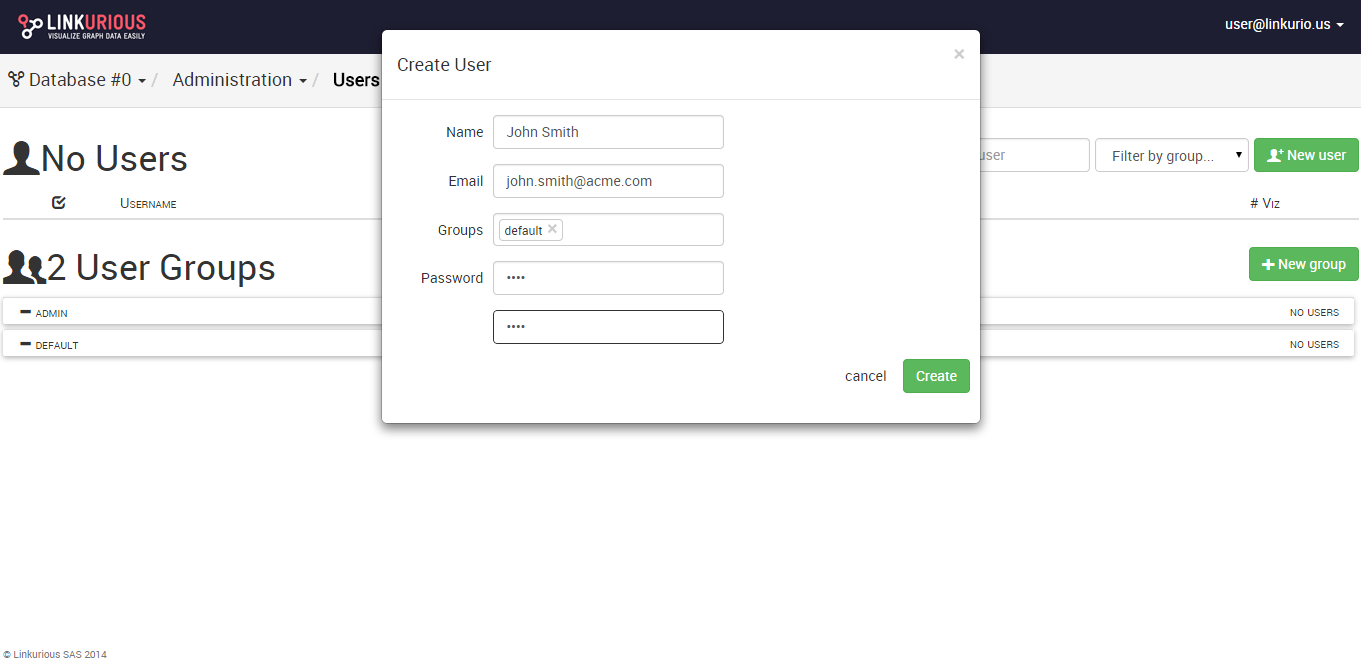 LINKURIOUS
VISUALIZE GRAPH DATA EASILY
user@linkurio.us
Database #0 / Administration / Users
Create User ×
Name John Smith
Email john.smith@acme.com
Groups default ×
Password ••••
••••
cancel Create
No Users
user Filter by group... New user
Username # Viz
2 User Groups
New group
ADMIN NO USERS
DEFAULT NO USERS
© Linkurious SAS 2014